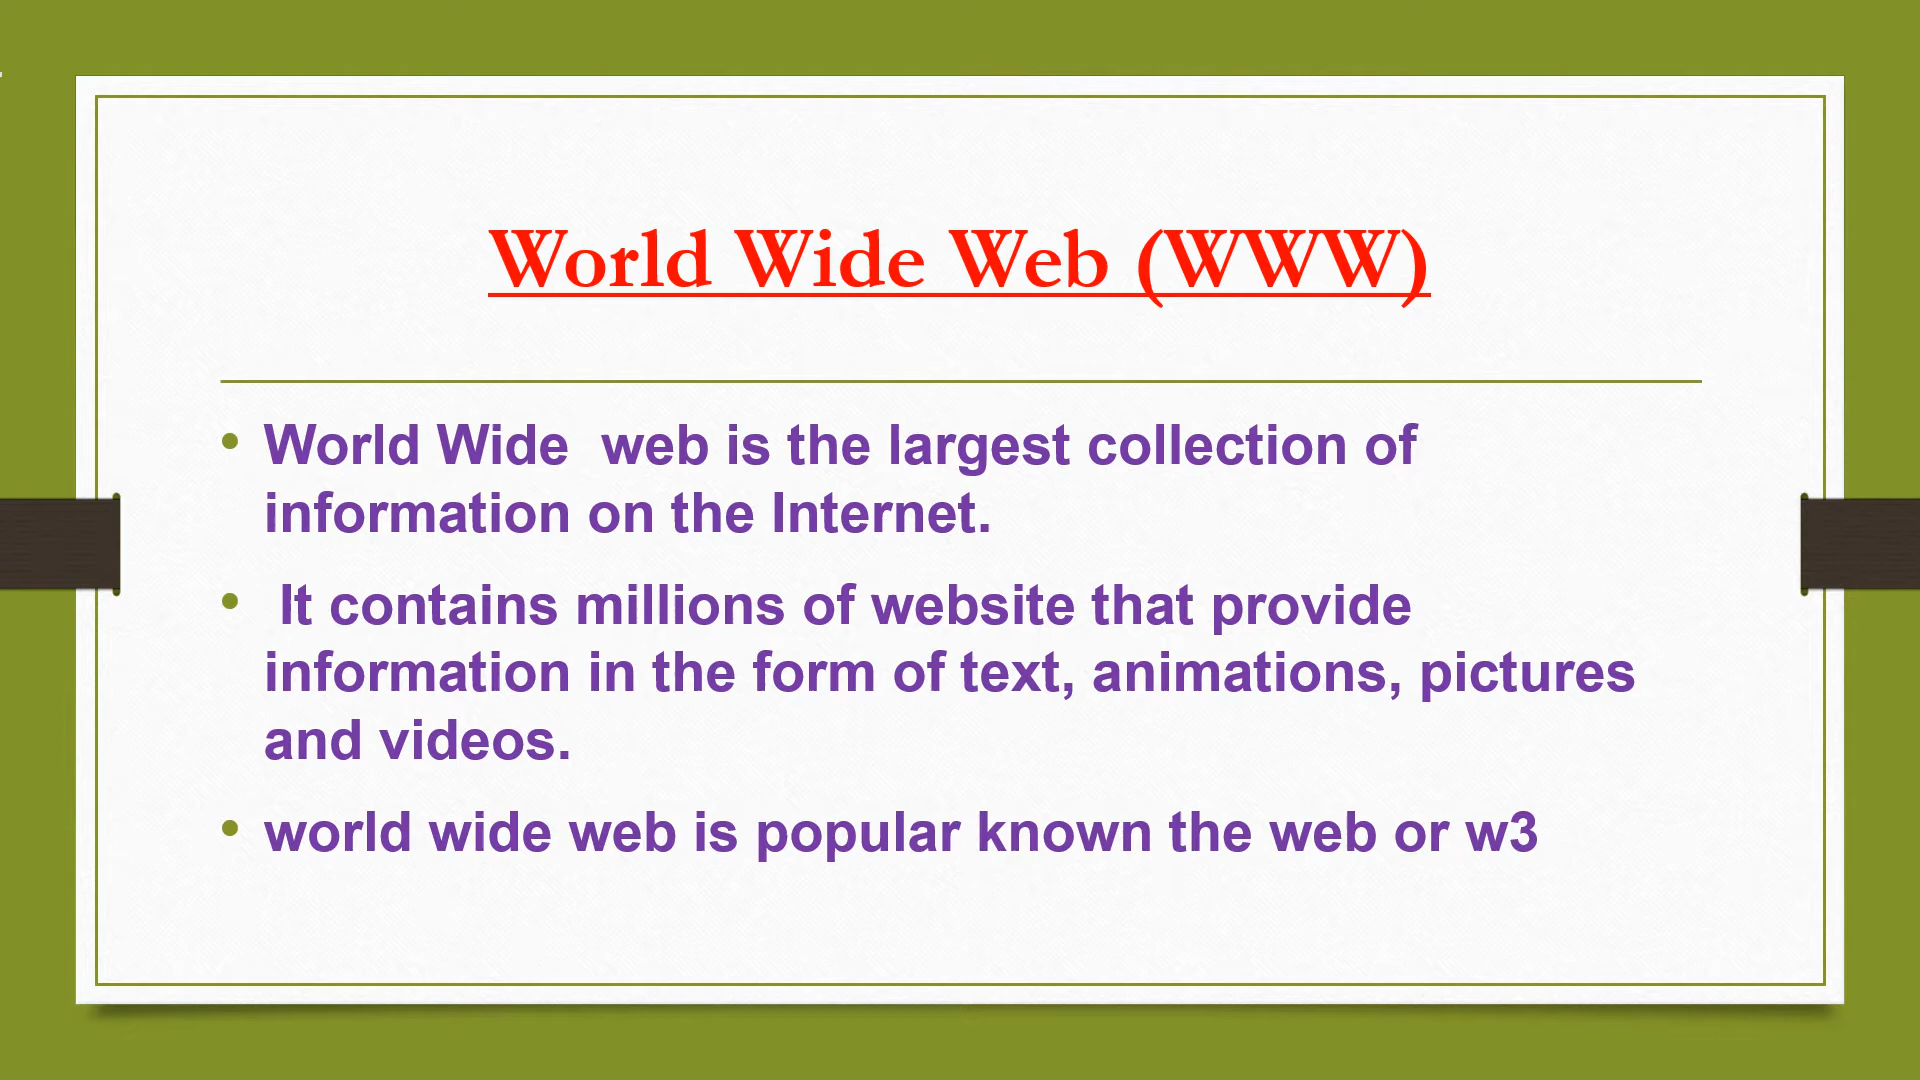 World Wide Web (WWW)
• World Wide  web is the largest collection of
information on the Internet.
•  It contains millions of website that provide
information in the form of text, animations, pictures
and videos.
• world wide web is popular known the web or w3